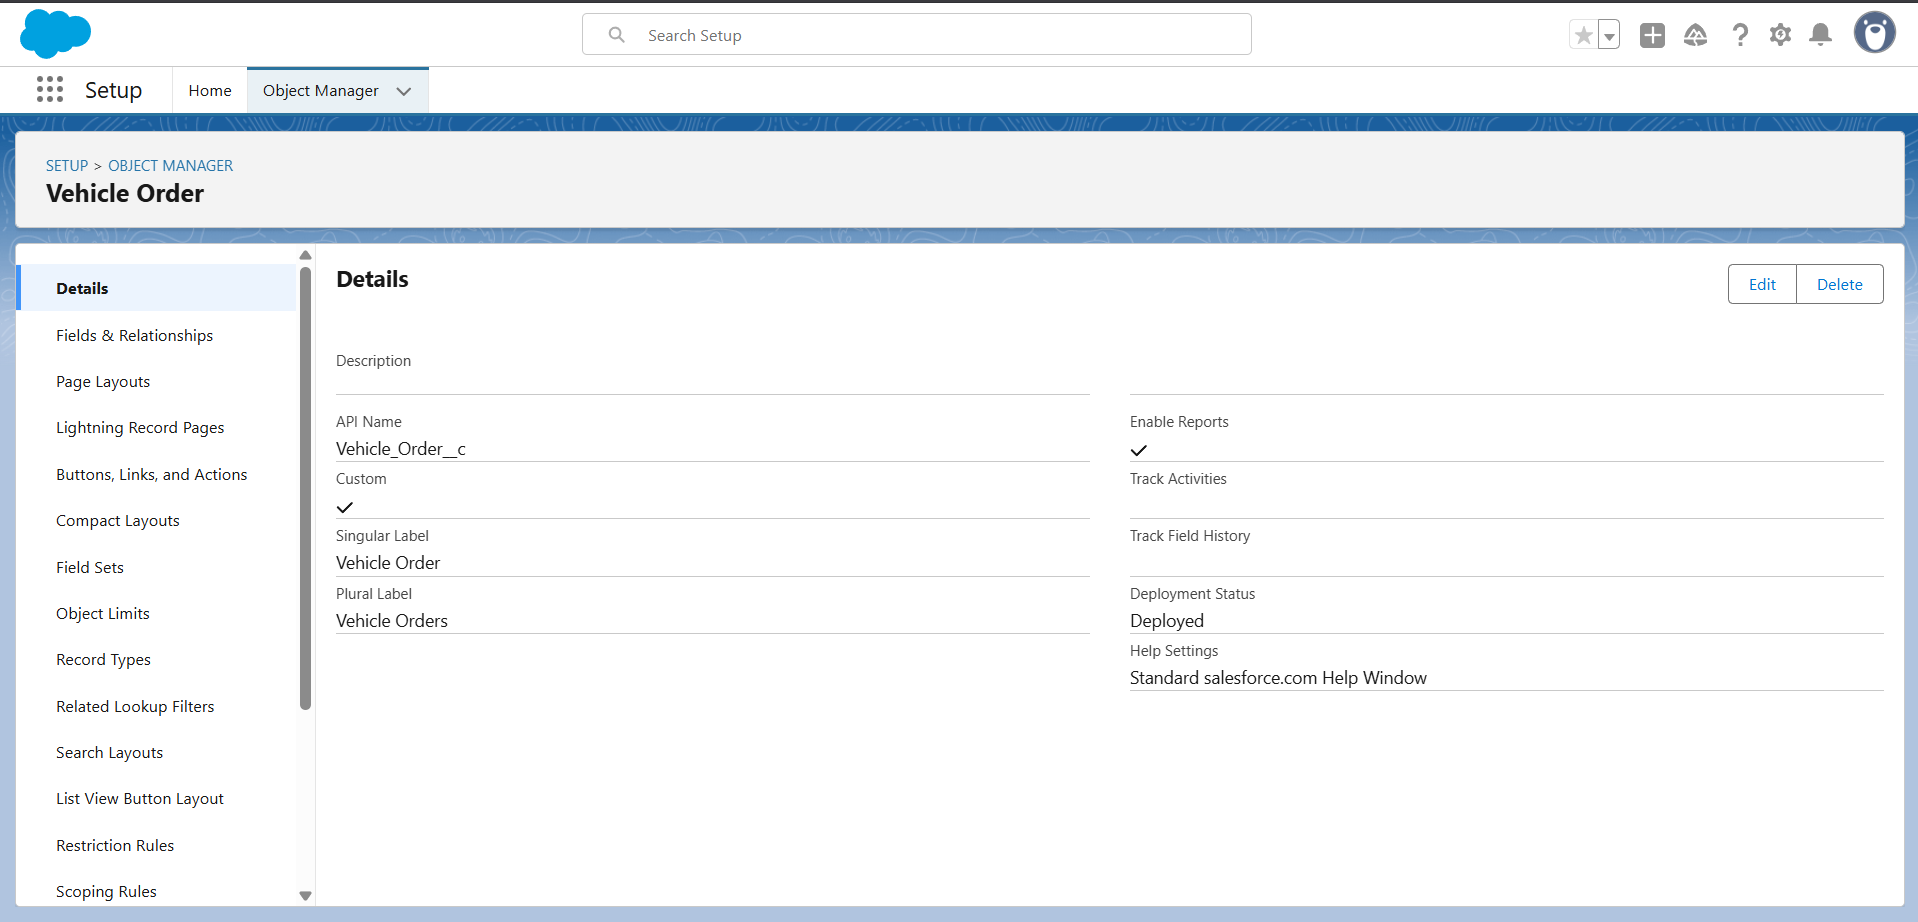 Search Setup
Setup
Home
Object Manager
SETUP > OBJECT MANAGER
Vehicle Order
Details
Fields & Relationships
Page Layouts
Lightning Record Pages
Buttons, Links, and Actions
Compact Layouts
Field Sets
Object Limits
Record Types
Related Lookup Filters
Search Layouts
List View Button Layout
Restriction Rules
Scoping Rules
Details
Edit
Delete
Description
API Name
Vehicle_Order__c
Custom
Singular Label
Vehicle Order
Plural Label
Vehicle Orders
Enable Reports
Track Activities
Track Field History
Deployment Status
Deployed
Help Settings
Standard salesforce.com Help Window